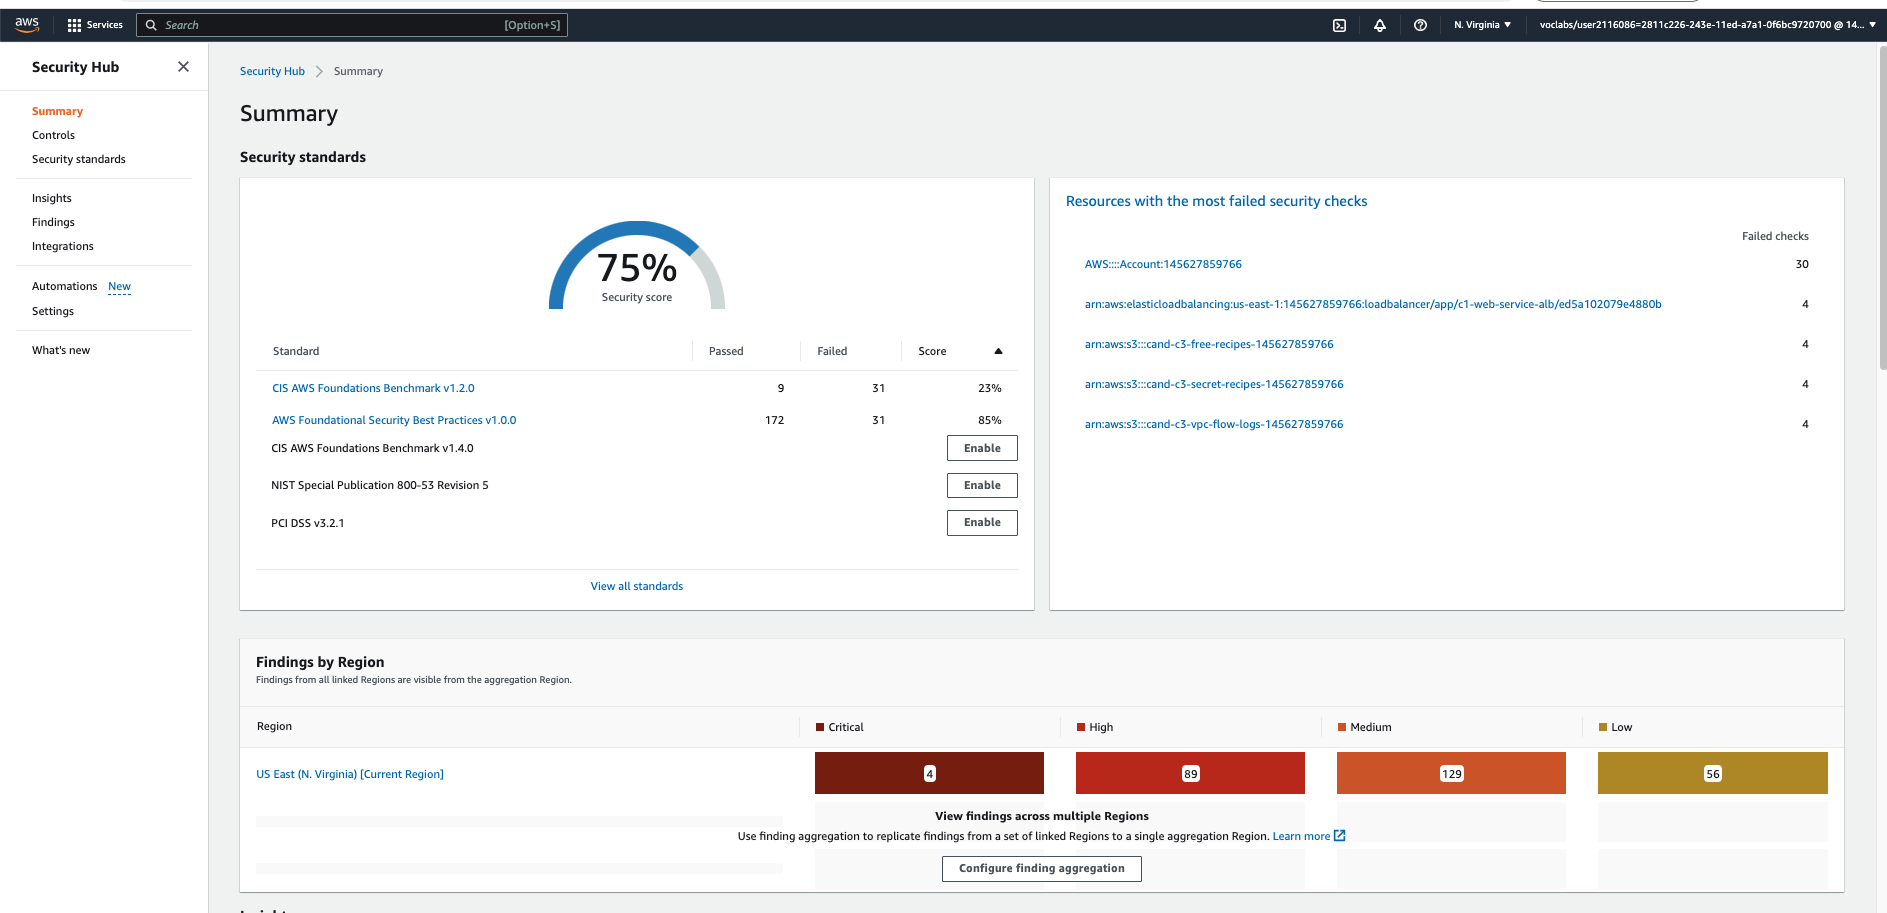 aws
Services
Search
[Option+S]
N. Virginia
voclabs/user2116086=2811c226-243e-11ed-a7a1-0f6bc9720700 @ 14...
Security Hub
Summary
Controls
Security standards
Insights
Findings
Integrations
Automations New
Settings
What's new
Security Hub
Summary
Summary
Security standards
75%
Security score
Standard Passed Failed Score
CIS AWS Foundations Benchmark v1.2.0 9 31 23%
AWS Foundational Security Best Practices v1.0.0 172 31 85%
CIS AWS Foundations Benchmark v1.4.0 Enable
NIST Special Publication 800-53 Revision 5 Enable
PCI DSS v3.2.1 Enable
View all standards
Resources with the most failed security checks
Failed checks
AWS::::Account:145627859766 30
arn:aws:elasticloadbalancing:us-east-1:145627859766:loadbalancer/app/c1-web-service-alb/ed5a102079e4880b 4
arn:aws:s3:::cand-c3-free-recipes-145627859766 4
arn:aws:s3:::cand-c3-secret-recipes-145627859766 4
arn:aws:s3:::cand-c3-vpc-flow-logs-145627859766 4
Findings by Region
Findings from all linked Regions are visible from the aggregation Region.
Region Critical High Medium Low
US East (N. Virginia) [Current Region] 4 89 129 56
View findings across multiple Regions
Use finding aggregation to replicate findings from a set of linked Regions to a single aggregation Region. Learn more
Configure finding aggregation